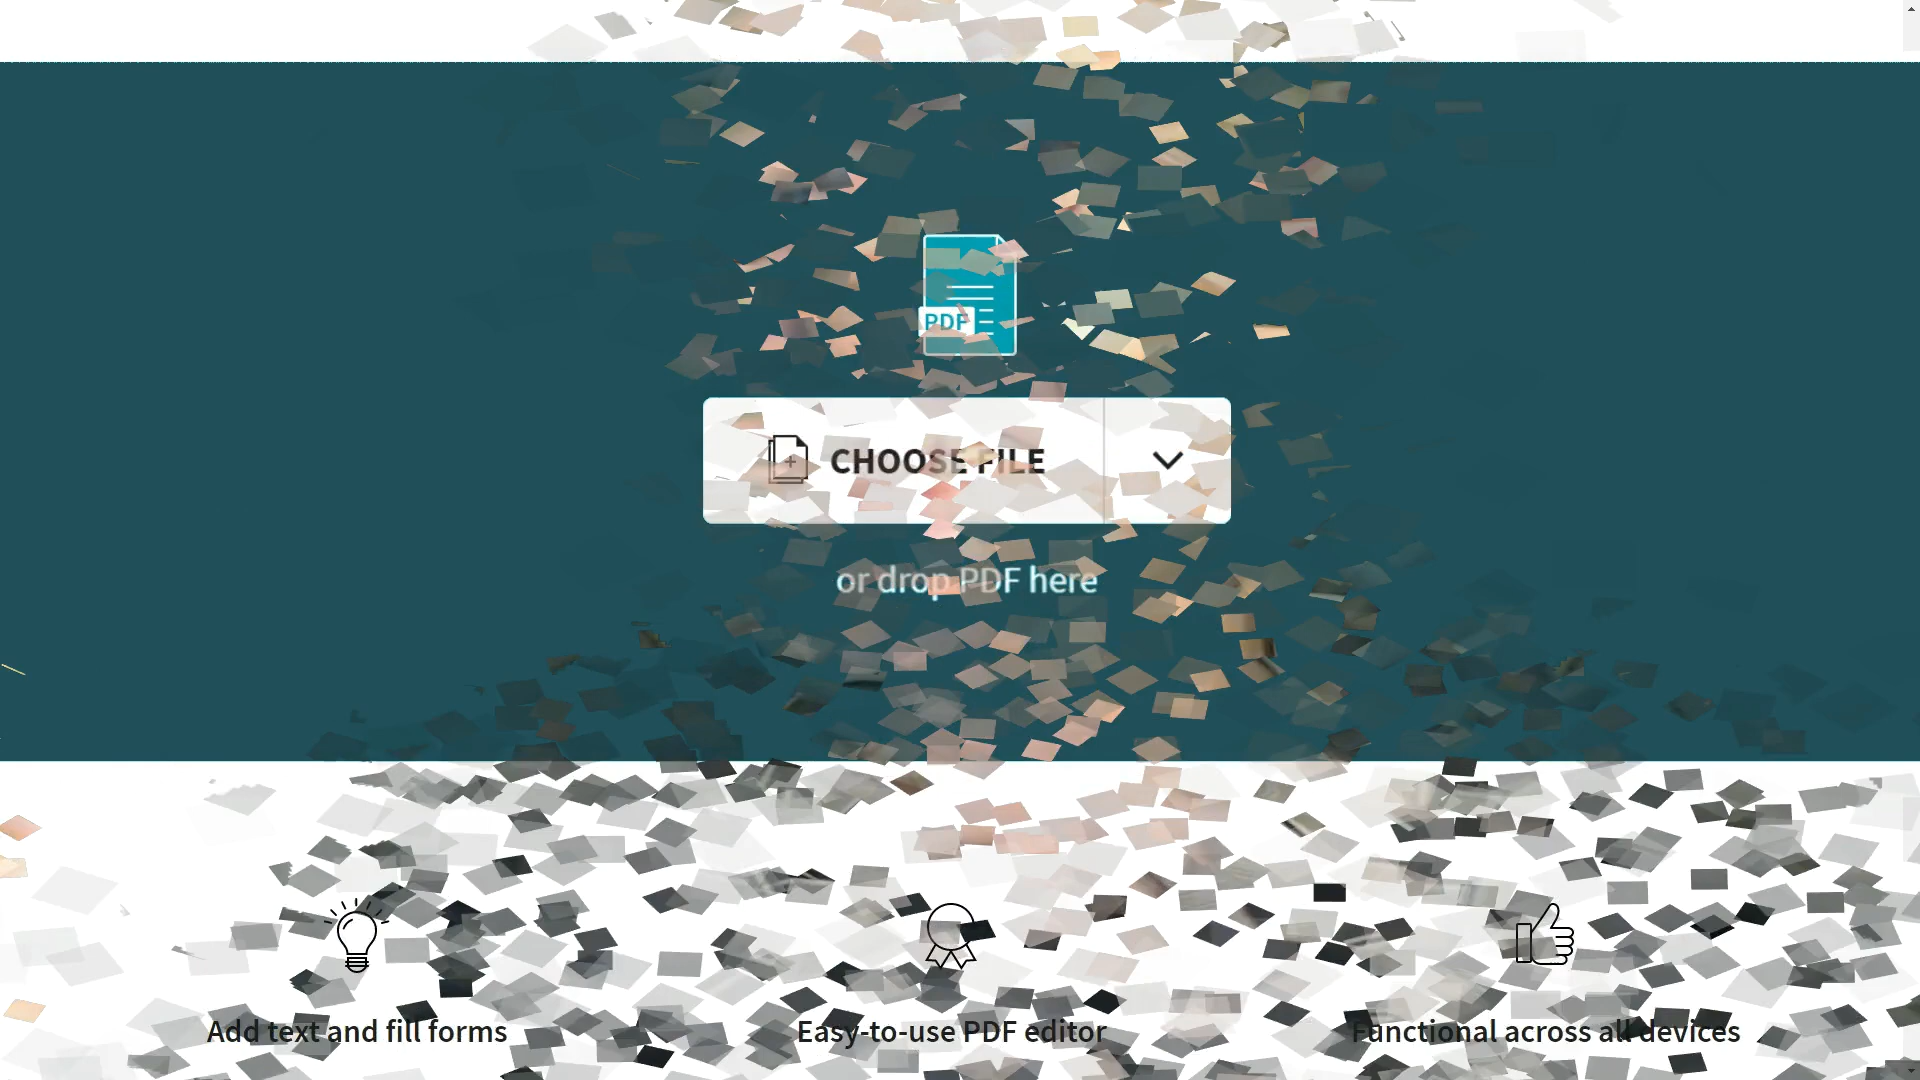 PDF
CHOOSE FILE
or drop PDF here
Add text and fill forms
Easy-to-use PDF editor
Functional across all devices